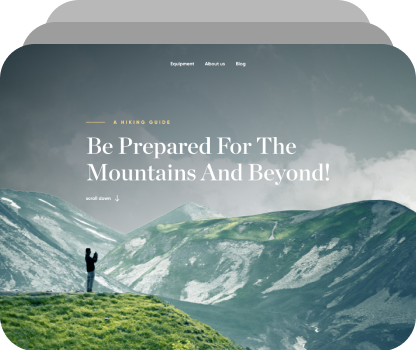 Equipment About us Blog
A HIKING GUIDE
Be Prepared For The
Mountains And Beyond!
scroll down